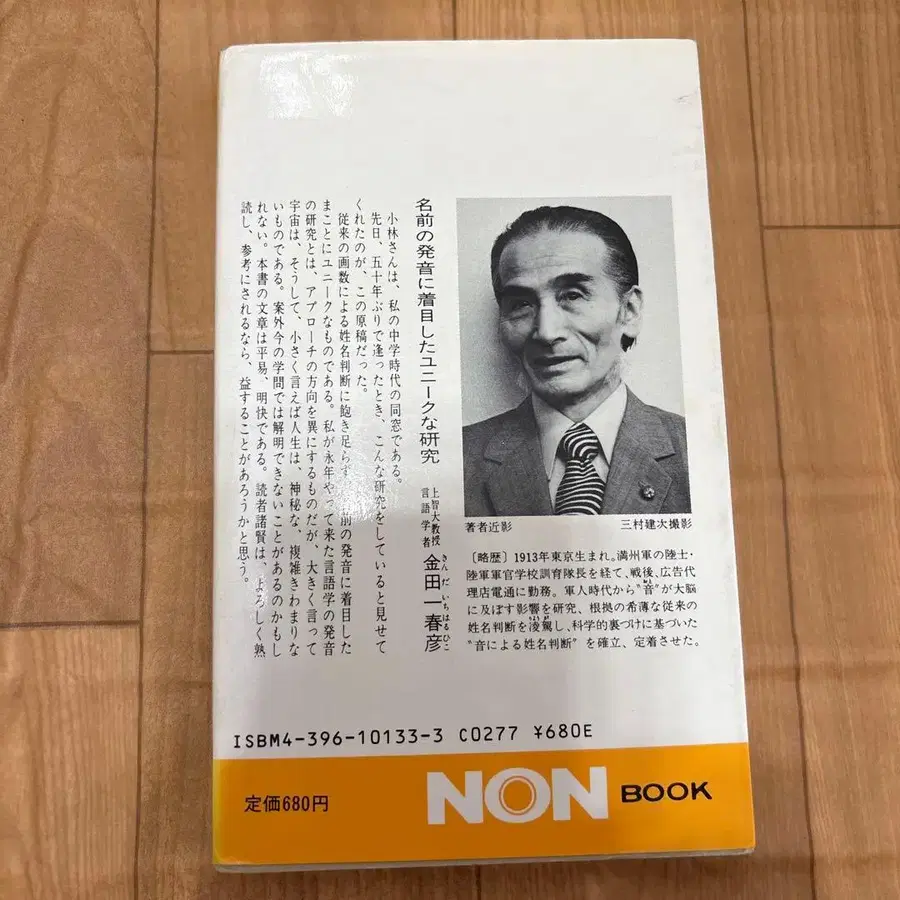 名前の発音に着目したユニークな研究
上智大教授
言語学者
金田一春彦
きんだいちはるひこ
小林さんは、私の中学時代の同窓である。
先日、五十年ぶりで逢ったとき、こんな研究をしていると見せて
くれたのが、この原稿だった。
従来の画数による姓名判断に飽き足らず、
前の発音に着目した
まことにユニークなものである。私が永年やって来た言語学の発音
の研究とは、アプローチの方向を異にするものだが、大きく言って
宇宙は、そうして、小さく言えば人生は、神秘な、複雑きわまりな
いものである。案外今の学問では解明できないことがあるのかもし
れない。本書の文章は平易、明快である。読者諸賢は、よろしく熟
読し、参考にされるなら、益することがあろうかと思う。
著者近影
三村建次撮影
〔略歴〕1913年東京生まれ。満州軍の陸士・
陸軍軍官学校訓育隊長を経て、戦後、広告代
理店電通に勤務。軍人時代から〝音〟が大脳
に及ぼす影響を研究、根拠の希薄な従来の
姓名判断を凌駕し、科学的裏づけに基づいた
〝音による姓名判断〟を確立、定着させた。
ISBM4-396-10133-3 C0277 ¥680E
定価680円
NON BOOK